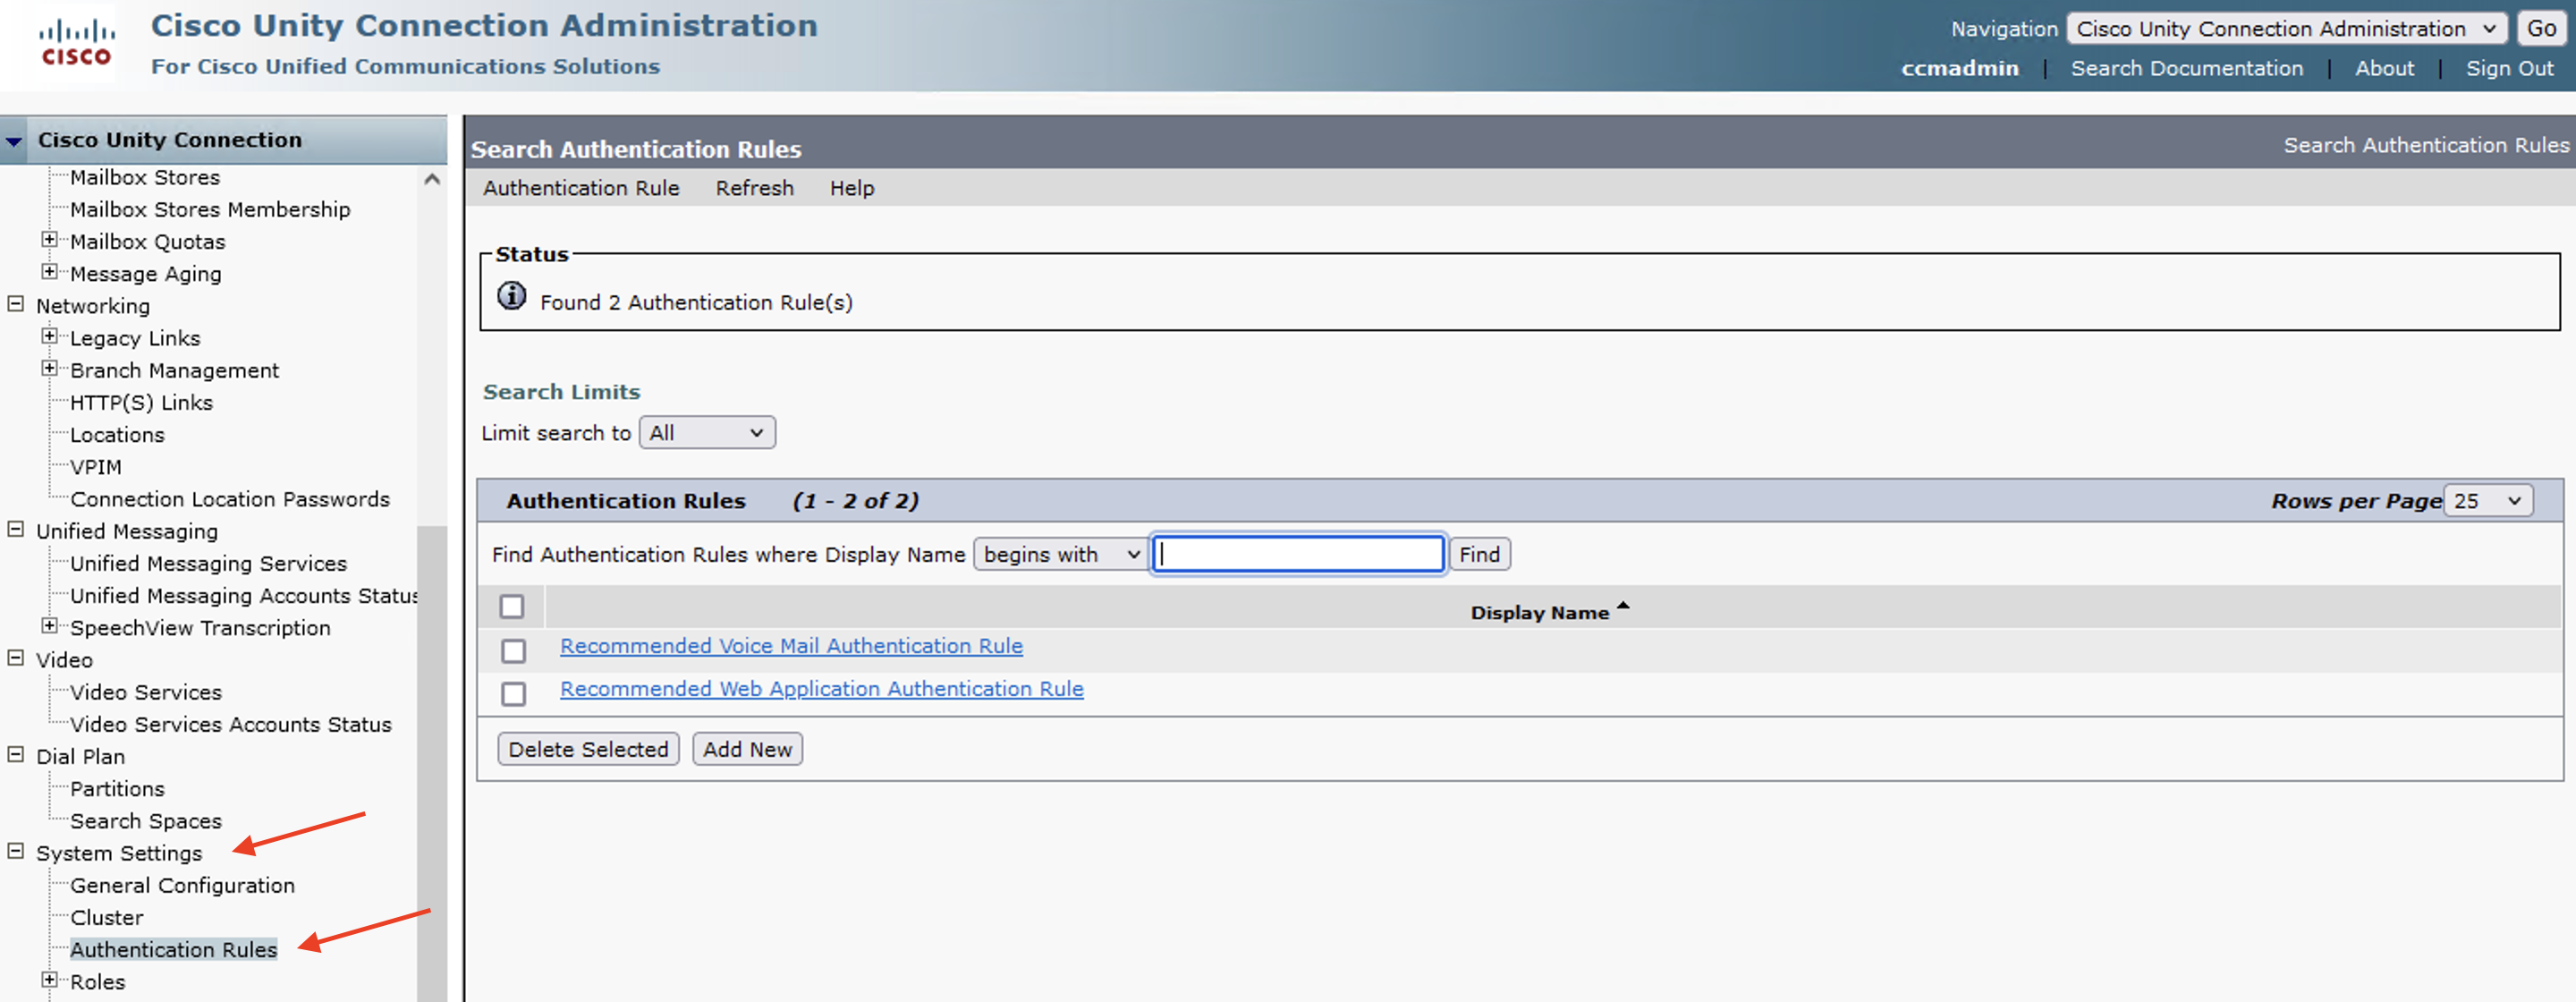 Cisco Unity Connection Administration
For Cisco Unified Communications Solutions
CISCO
Navigation Cisco Unity Connection Administration Go
ccmadmin | Search Documentation | About | Sign Out
Cisco Unity Connection
Mailbox Stores
Mailbox Stores Membership
Mailbox Quotas
Message Aging
Networking
Legacy Links
Branch Management
HTTP(S) Links
Locations
VPIM
Connection Location Passwords
Unified Messaging
Unified Messaging Services
Unified Messaging Accounts Status
SpeechView Transcription
Video
Video Services
Video Services Accounts Status
Dial Plan
Partitions
Search Spaces
System Settings
General Configuration
Cluster
Authentication Rules
Roles
Search Authentication Rules
Search Authentication Rules
Authentication Rule Refresh Help
Status
Found 2 Authentication Rule(s)
Search Limits
Limit search to All
Authentication Rules (1 - 2 of 2)
Rows per Page 25
Find Authentication Rules where Display Name begins with Find
Display Name
Recommended Voice Mail Authentication Rule
Recommended Web Application Authentication Rule
Delete Selected Add New